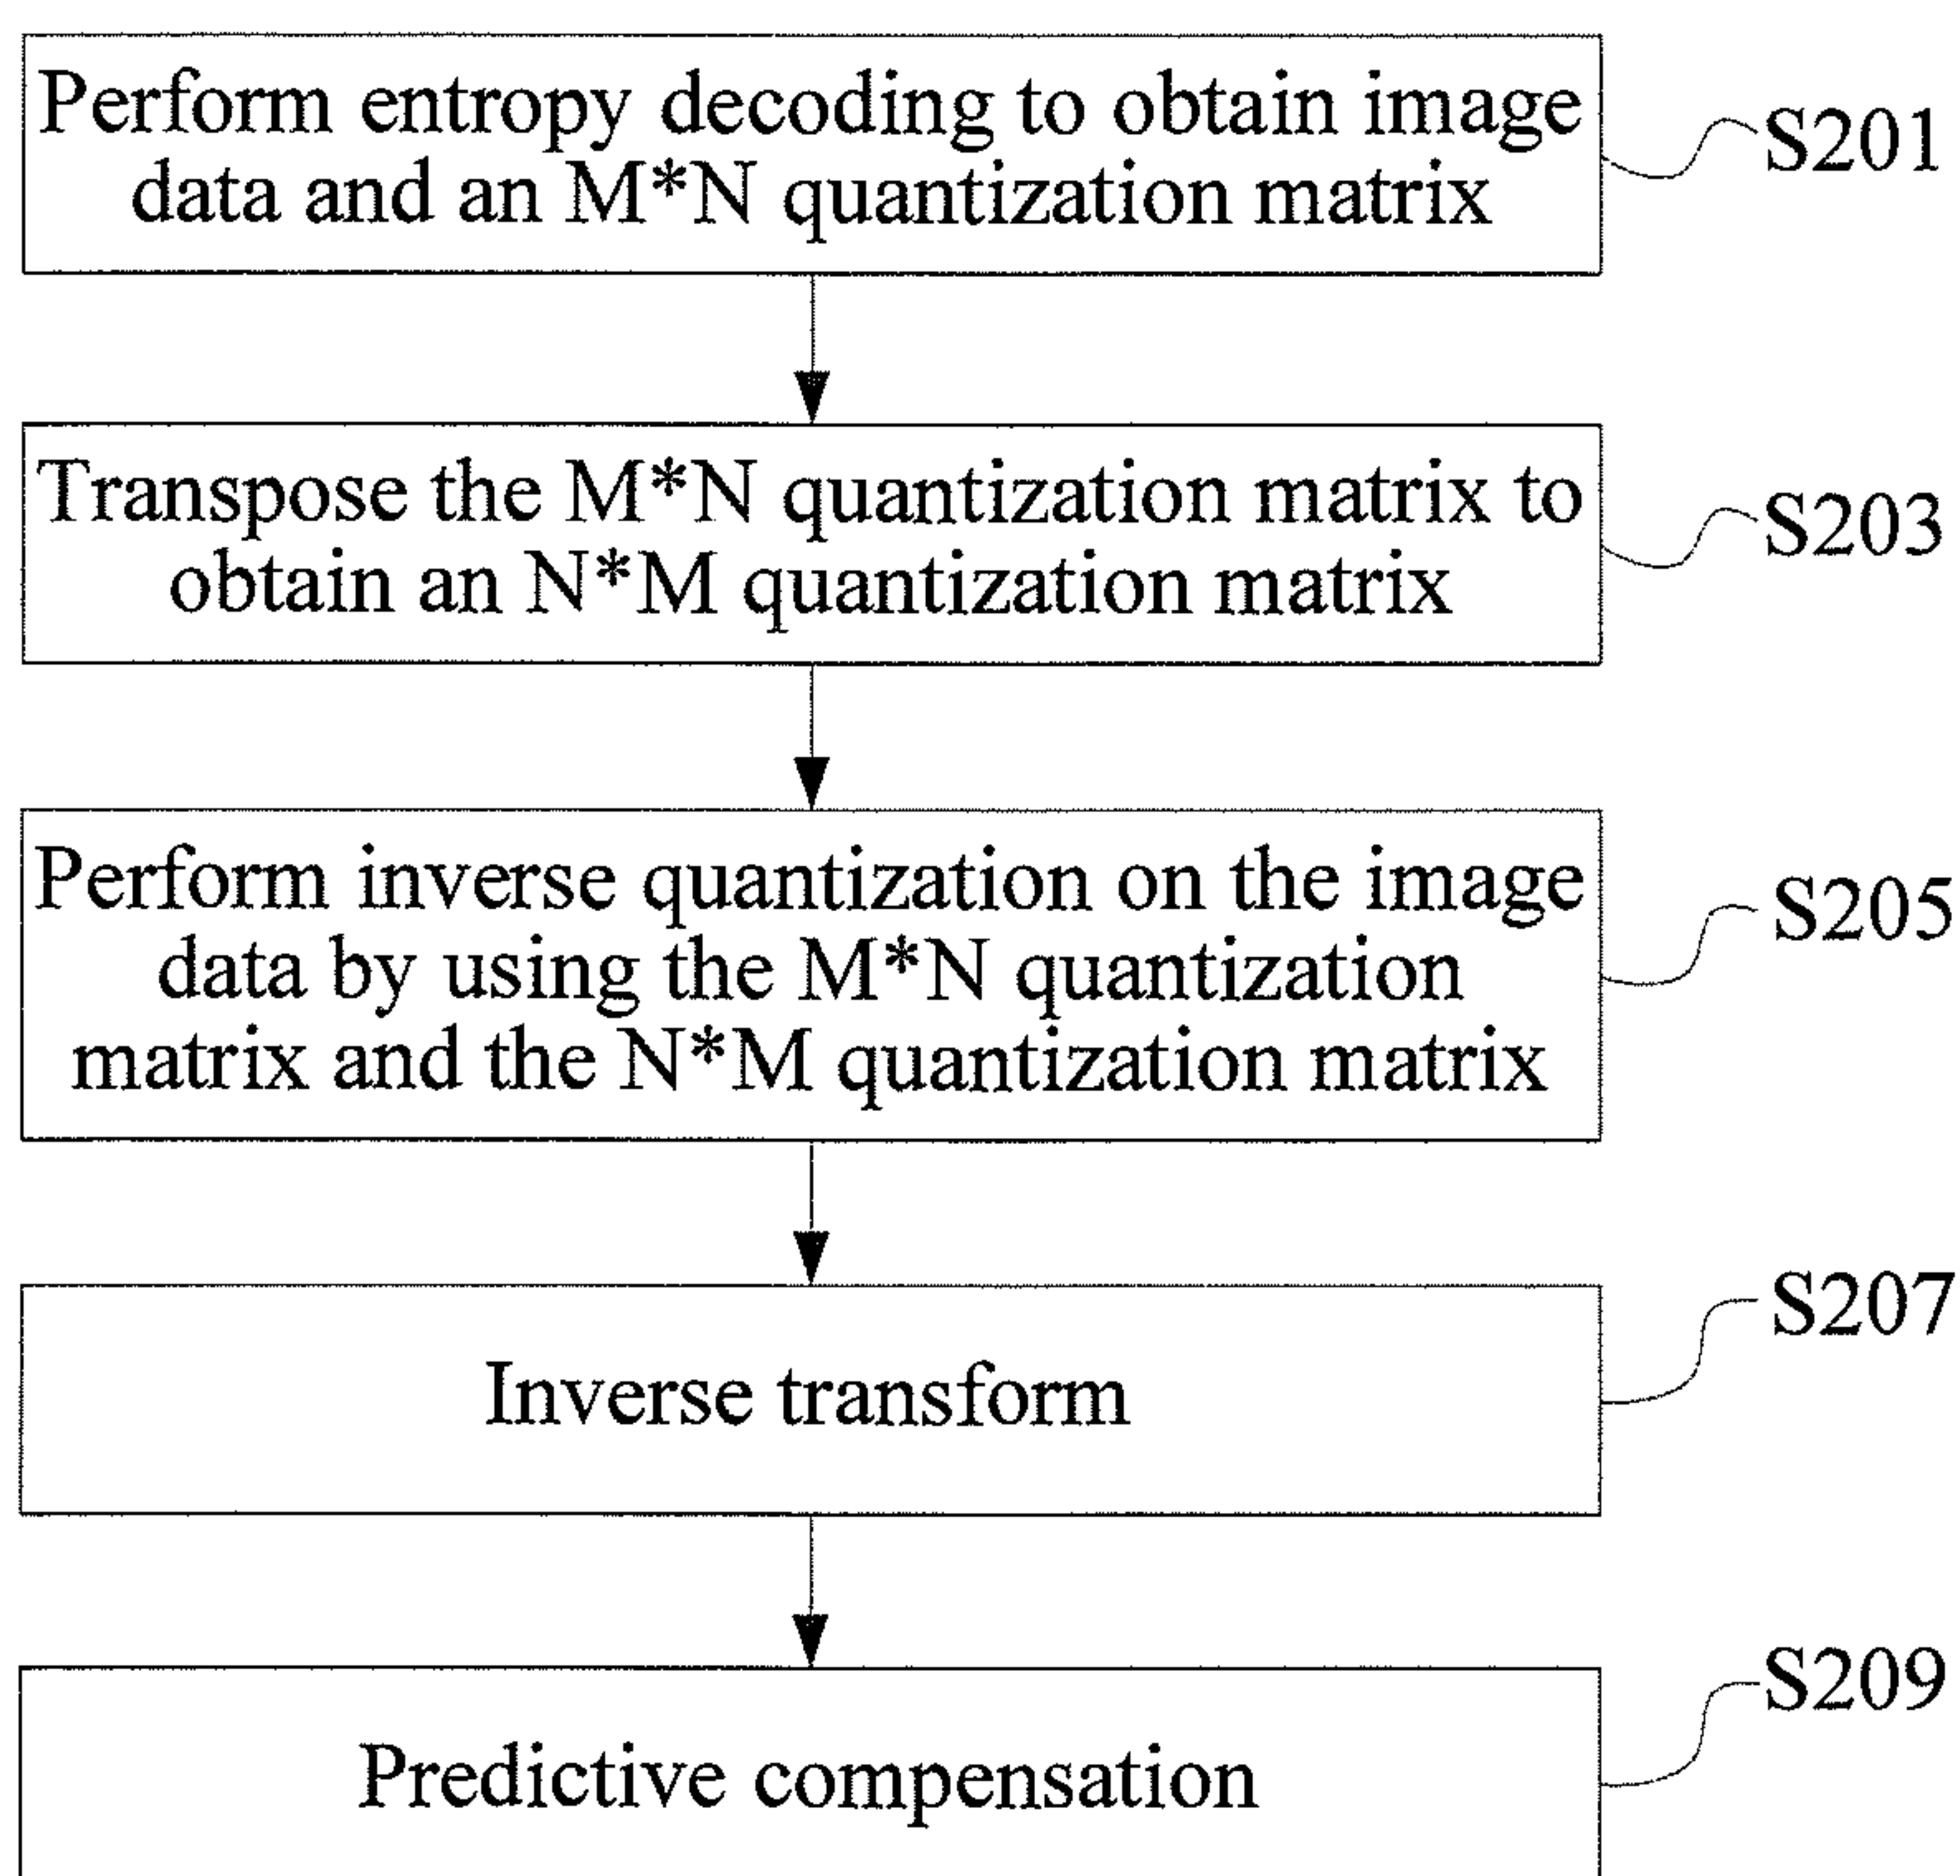 Perform entropy decoding to obtain image
data and an M*N quantization matrix
S201
Transpose the M*N quantization matrix to
obtain an N*M quantization matrix
S203
Perform inverse quantization on the image
data by using the M*N quantization
matrix and the N*M quantization matrix
S205
Inverse transform
S207
Predictive compensation
S209